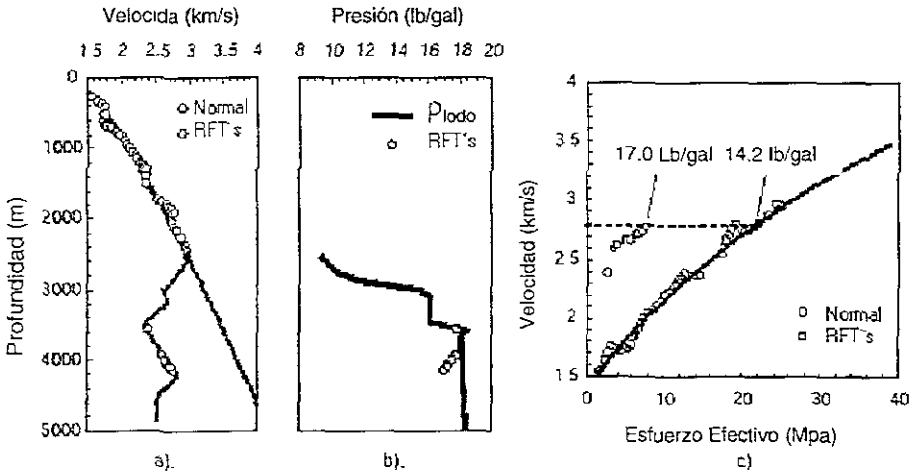 Velocida (km/s)
1 5 2 2.5 3 3.5 4
0
1000
2000
3000
4000
5000
Profundidad (m)
Normal
RFT's
a).
Presión (lb/gal)
8 10 12 14 16 18 20
Plodo
RFT's
b).
4
3 5
3
2 5
2
1 5
Velocidad (km/s)
17.0 Lb/gal 14.2 lb/gal
Normal
RFT's
0 10 20 30 40
Esfuerzo Efectivo (Mpa)
c)